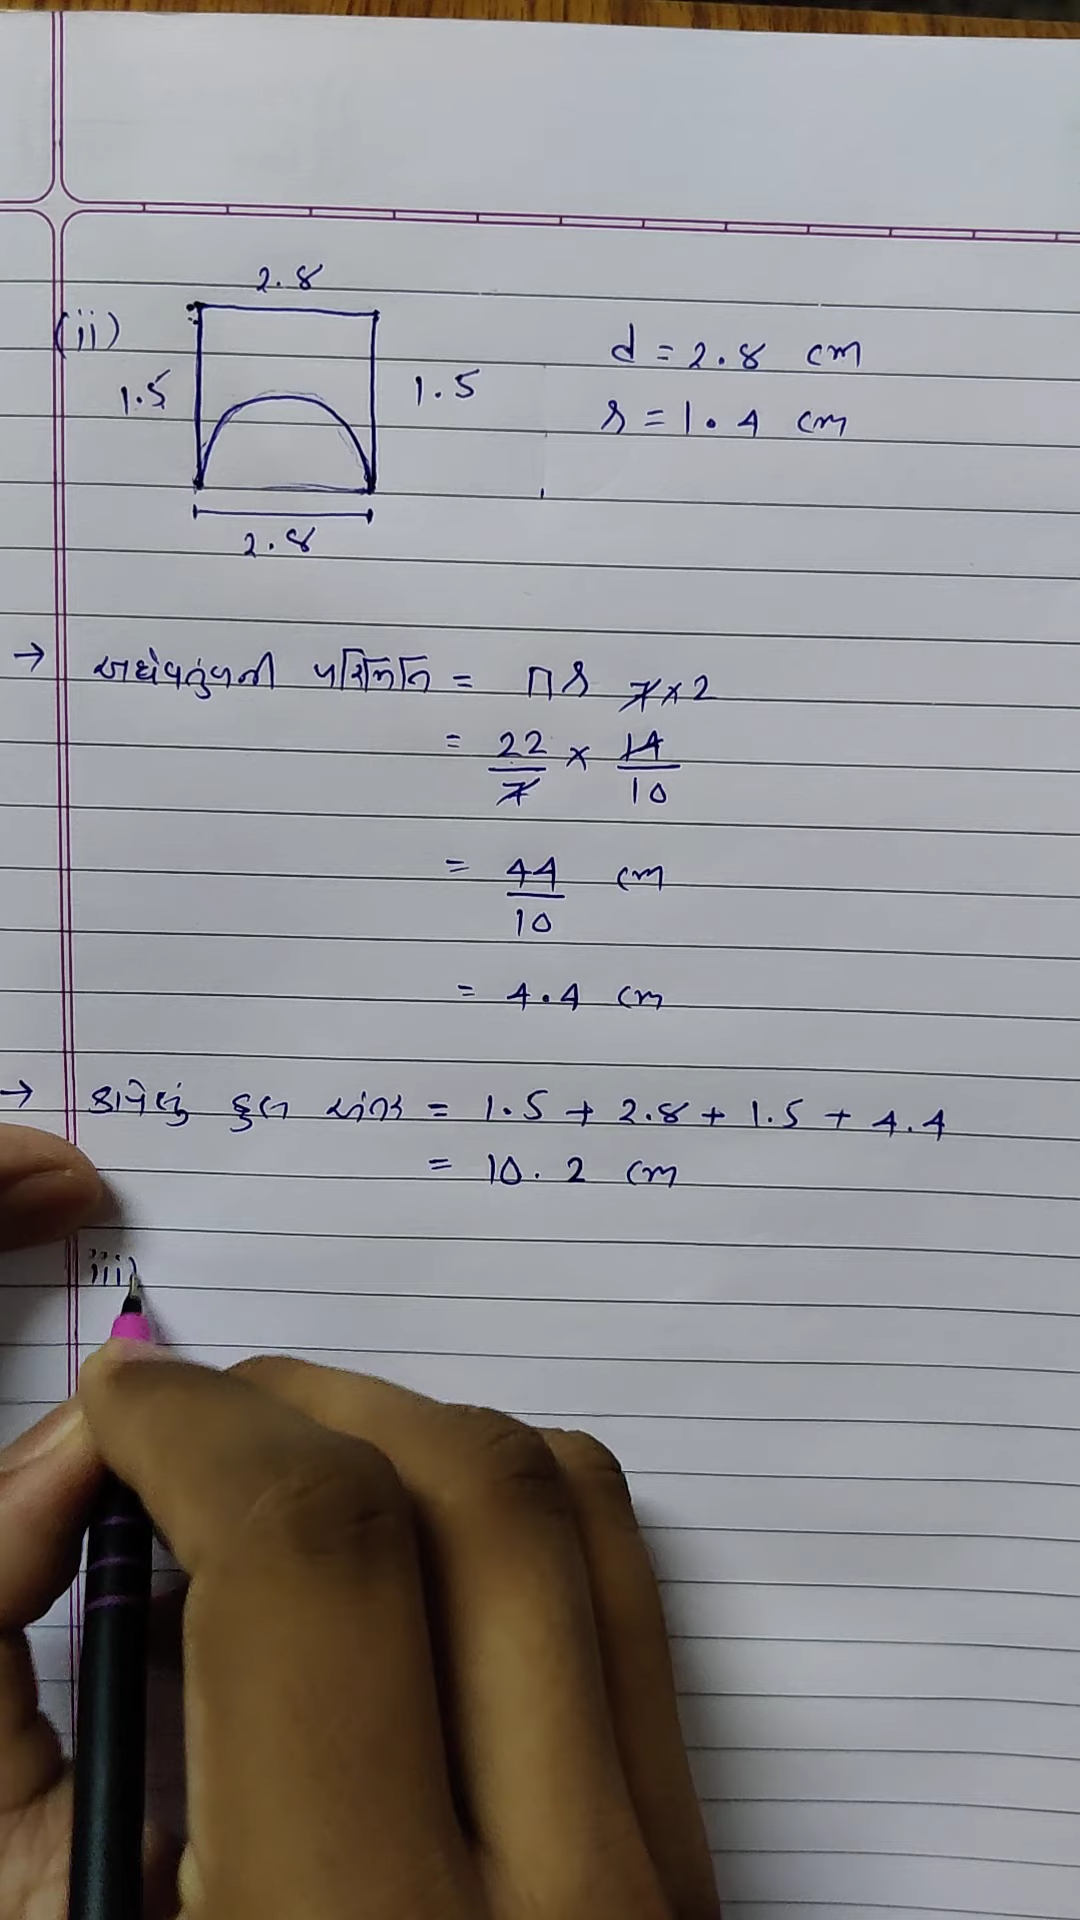 2.8
(ii)
1.5
1.5
2.8
d = 2.8 cm
r = 1.4 cm
→ અર્ધવર્તુળની પરિમિતિ = πr
7×2
= 22/7 × 14/10
= 44/10 cm
= 4.4 cm
→ કાપેલું કુલ અંતર = 1.5 + 2.8 + 1.5 + 4.4
= 10.2 cm
iii)